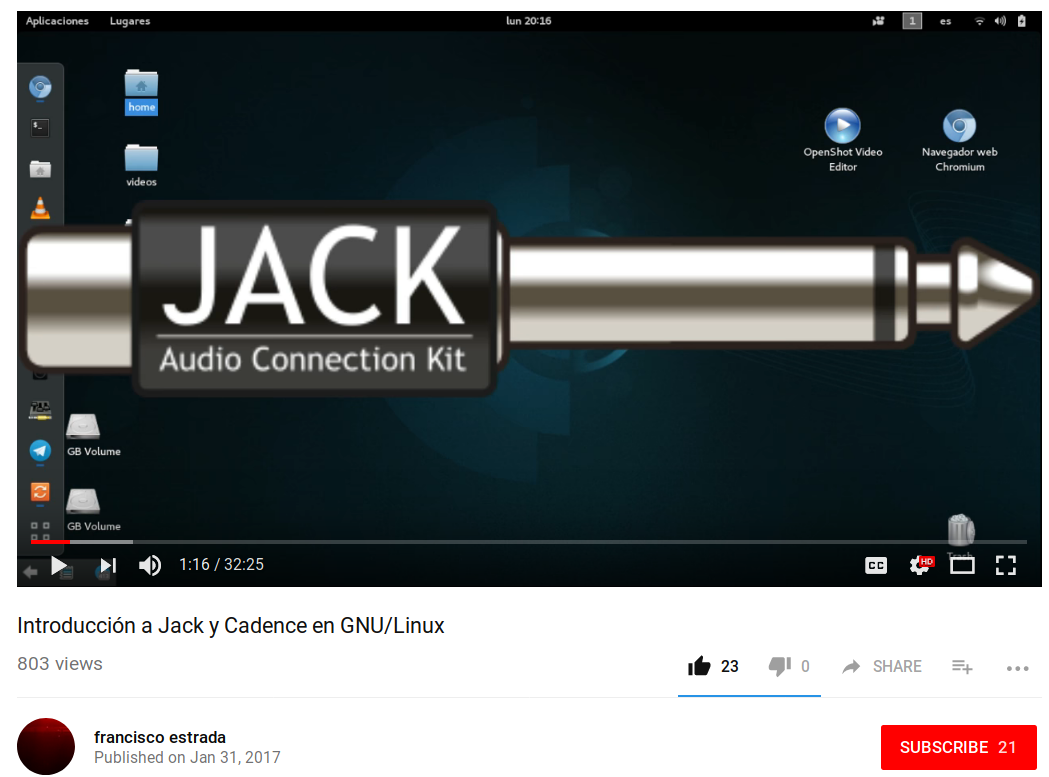 Aplicaciones Lugares lun 20:16 1 es
home
OpenShot Video Editor
Navegador web Chromium
videos
$_
JACK
Audio Connection Kit
GB Volume
GB Volume
Trash
1:16 / 32:25 CC HD
Introducción a Jack y Cadence en GNU/Linux
803 views
23 0 SHARE
francisco estrada
Published on Jan 31, 2017
SUBSCRIBE 21